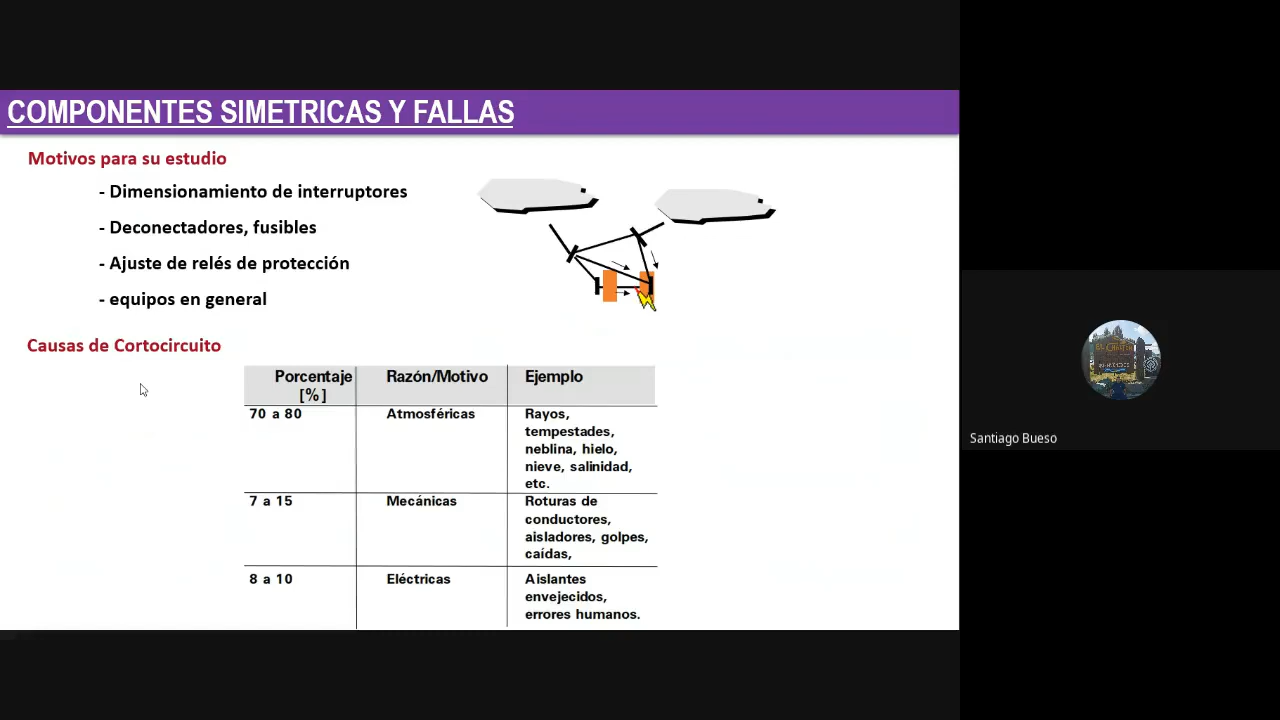 COMPONENTES SIMETRICAS Y FALLAS
Motivos para su estudio
- Dimensionamiento de interruptores
- Deconectadores, fusibles
- Ajuste de relés de protección
- equipos en general
Causas de Cortocircuito
Porcentaje [%] Razón/Motivo Ejemplo
70 a 80 Atmosféricas Rayos,
tempestades,
neblina, hielo,
nieve, salinidad,
etc.
7 a 15 Mecánicas Roturas de
conductores,
aisladores, golpes,
caídas,
8 a 10 Eléctricas Aislantes
envejecidos,
errores humanos.
Santiago Bueso